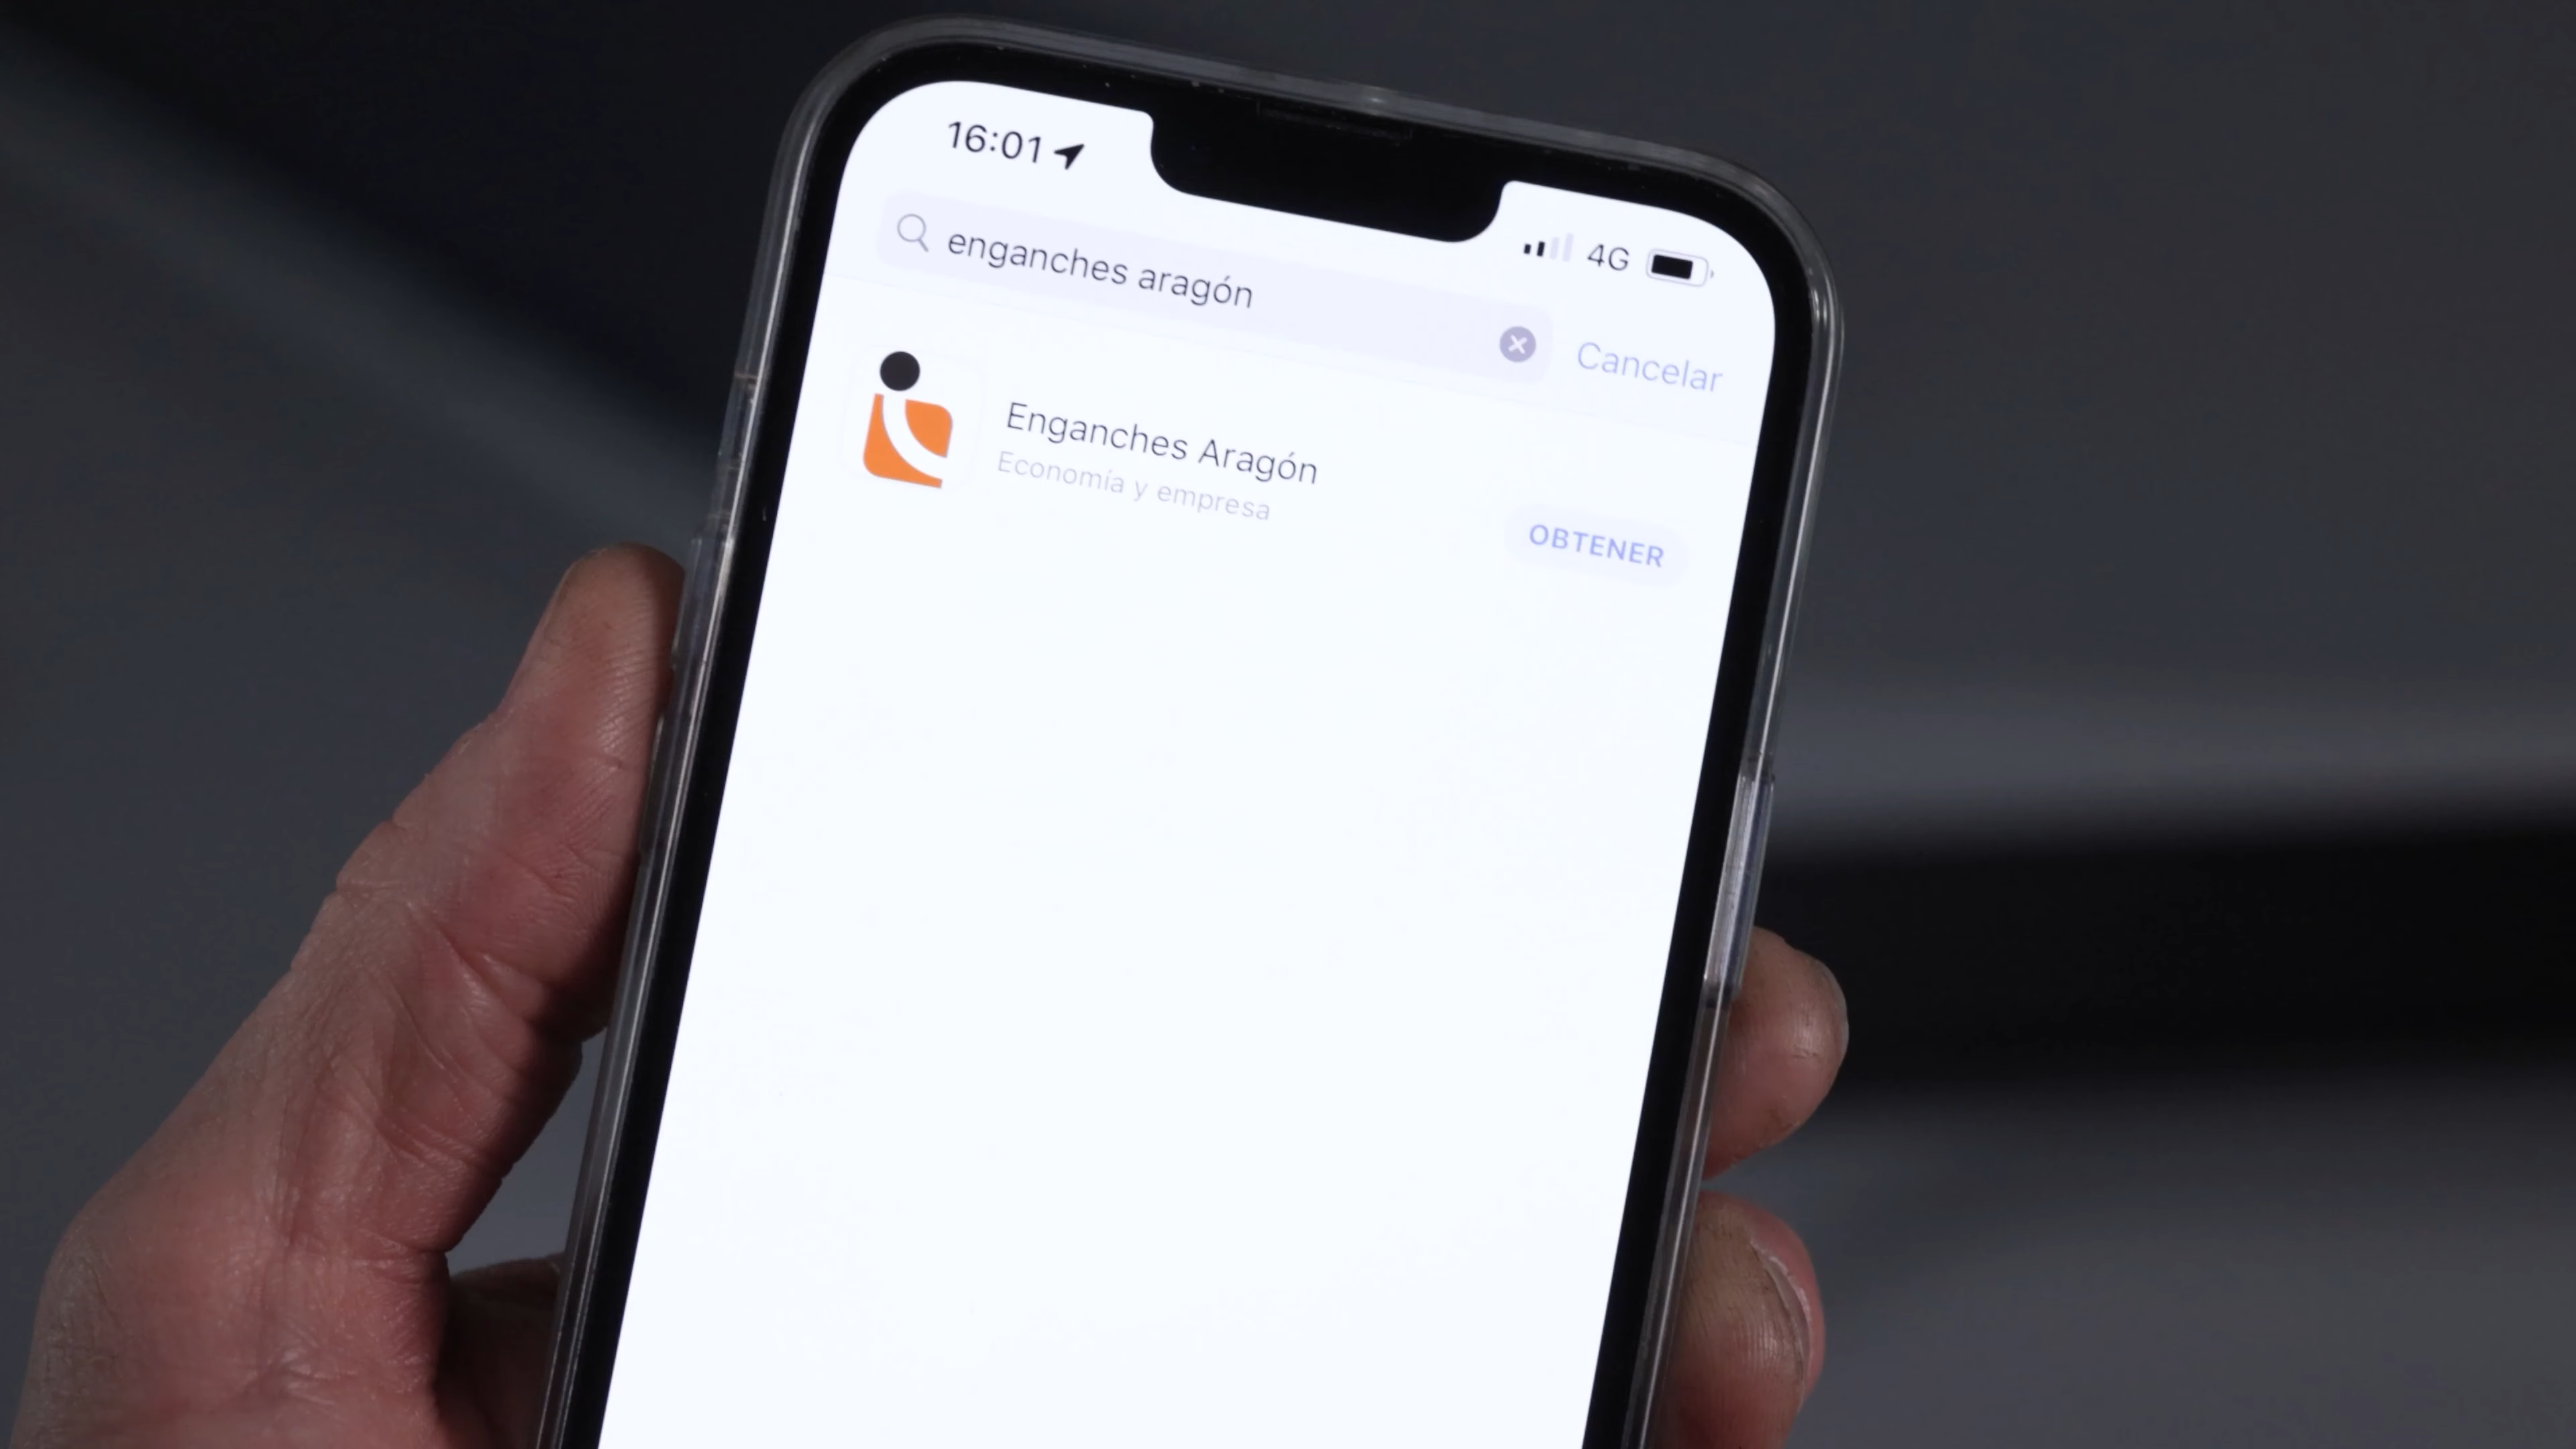 16:01
4G
enganches aragón
Cancelar
Enganches Aragón
Economía y empresa
OBTENER